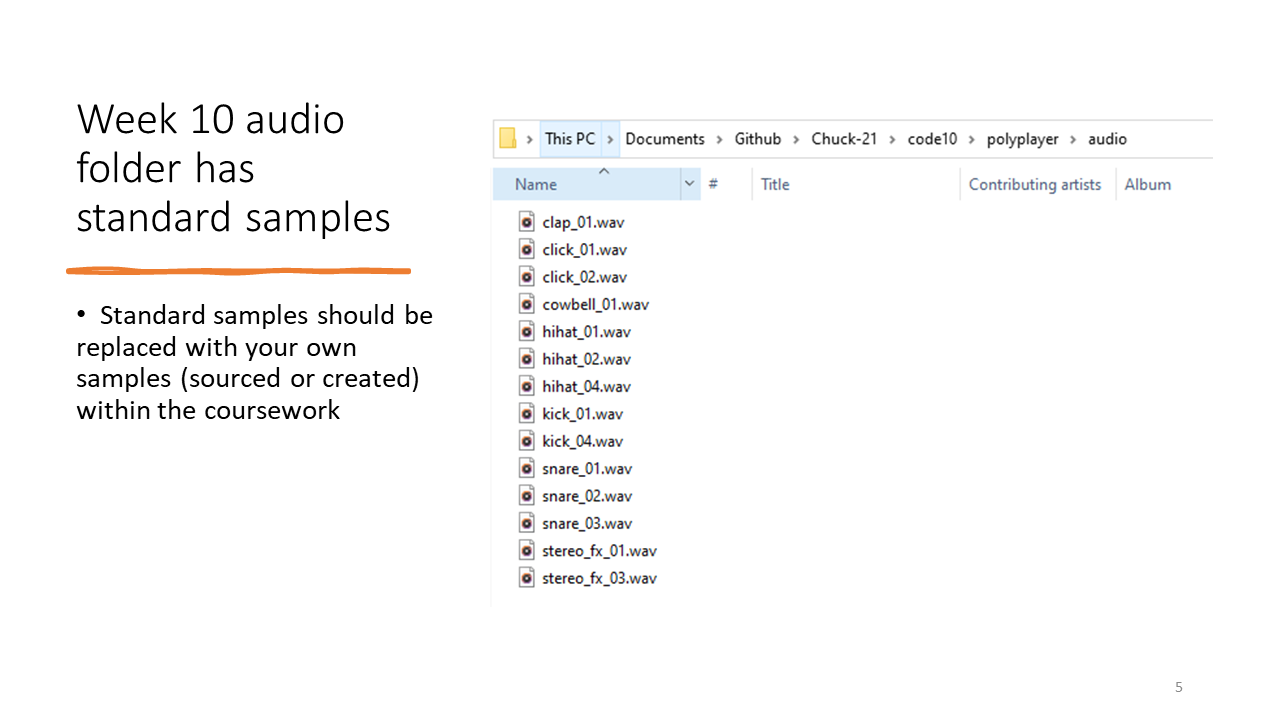 Week 10 audio
folder has
standard samples
• Standard samples should be
replaced with your own
samples (sourced or created)
within the coursework
This PC > Documents > Github > Chuck-21 > code10 > polyplayer > audio
Name # Title Contributing artists Album
clap_01.wav
click_01.wav
click_02.wav
cowbell_01.wav
hihat_01.wav
hihat_02.wav
hihat_04.wav
kick_01.wav
kick_04.wav
snare_01.wav
snare_02.wav
snare_03.wav
stereo_fx_01.wav
stereo_fx_03.wav
5